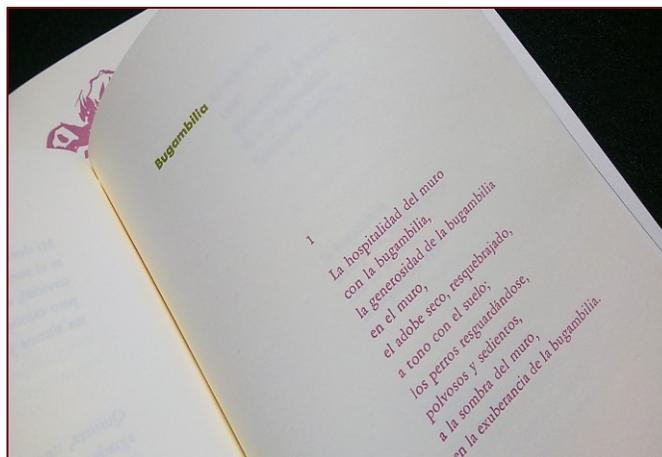 Bugambilia
1
La hospitalidad del muro
con la bugambilia,
la generosidad de la bugambilia
en el muro,
el adobe seco, resquebrajado,
a tono con el suelo;
los perros resguardándose,
polvosos y sedientos,
a la sombra del muro,
en la exuberancia de la bugambilia.